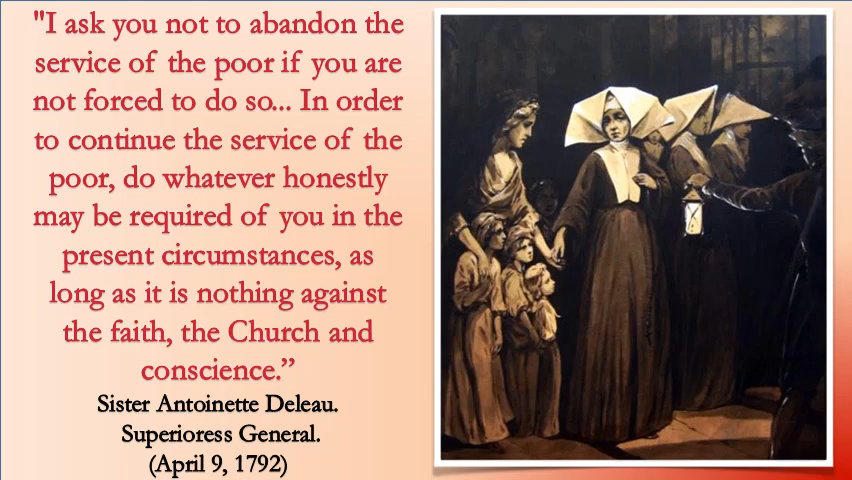 "I ask you not to abandon the
service of the poor if you are
not forced to do so... In order
to continue the service of the
poor, do whatever honestly
may be required of you in the
present circumstances, as
long as it is nothing against
the faith, the Church and
conscience.”
Sister Antoinette Deleau.
Superioress General.
(April 9, 1792)